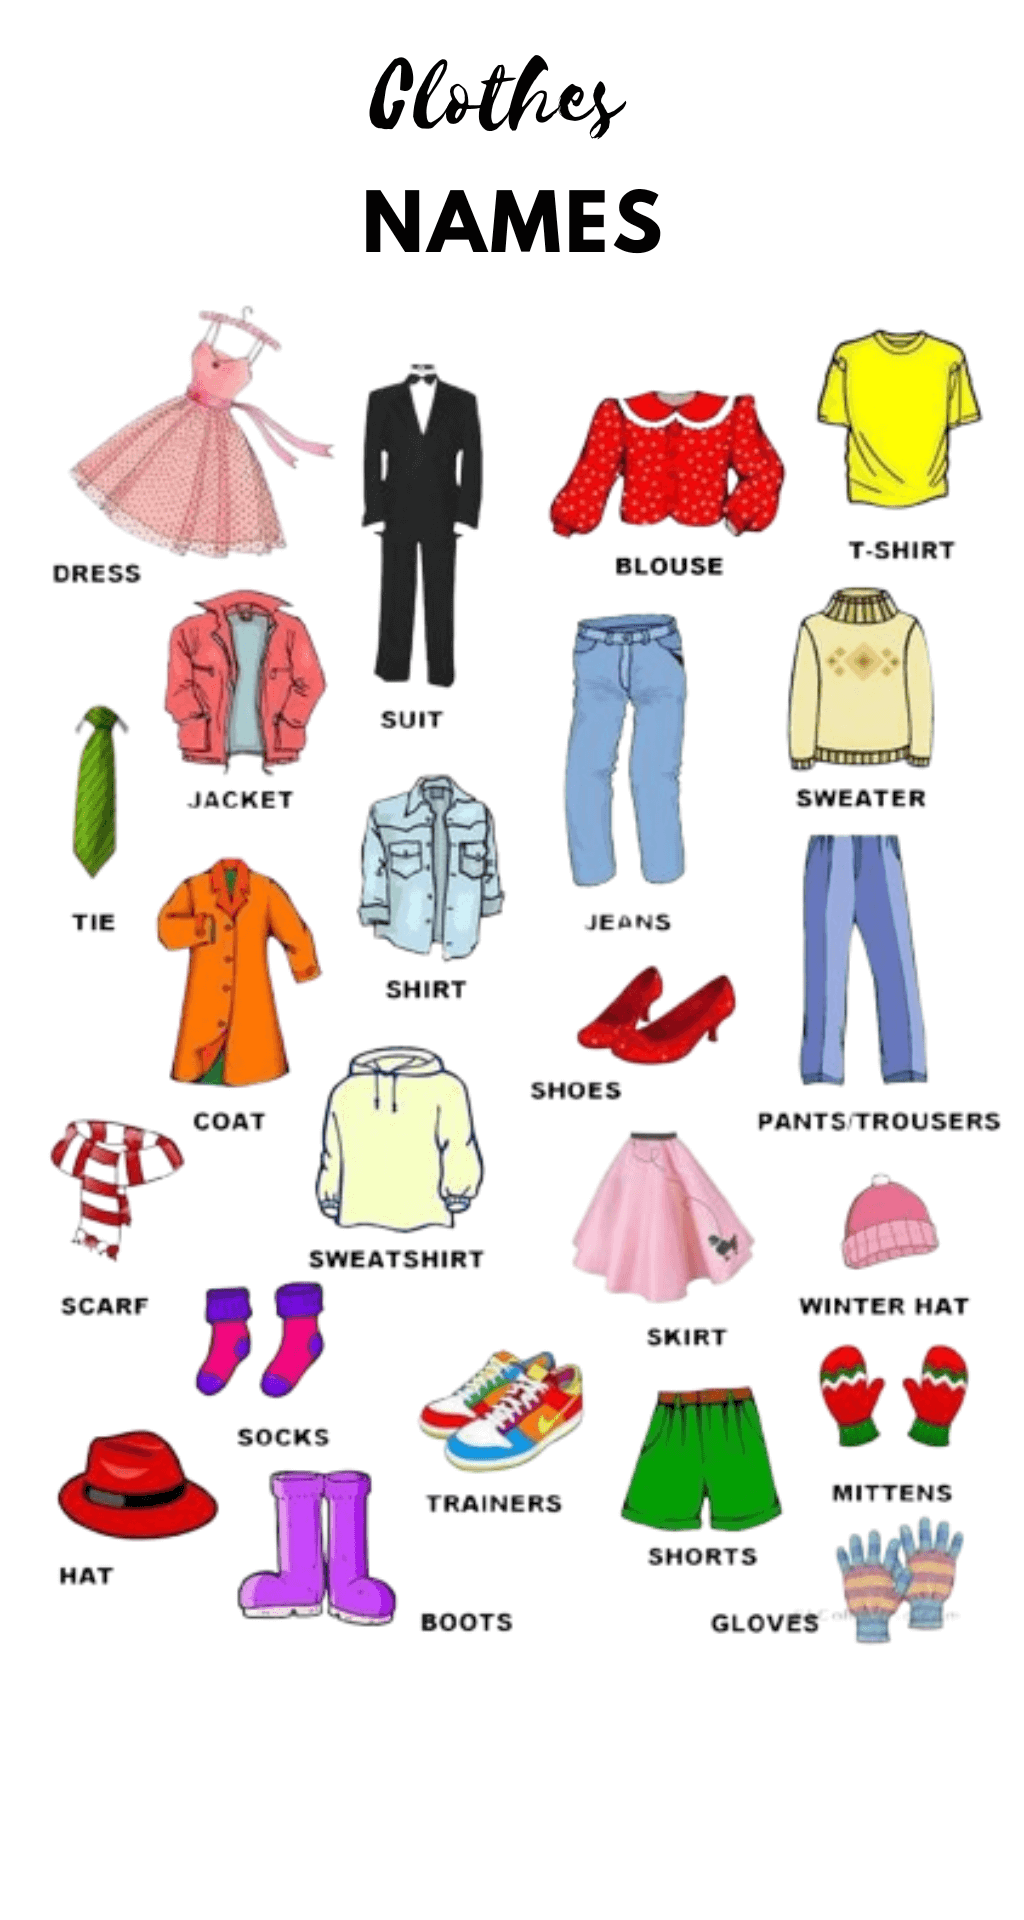 Clothes
NAMES
DRESS
SUIT
BLOUSE
T-SHIRT
JACKET
SWEATER
TIE
SHIRT
JEANS
COAT
SHOES
PANTS/TROUSERS
SCARF
SWEATSHIRT
SKIRT
WINTER HAT
SOCKS
TRAINERS
MITTENS
HAT
BOOTS
SHORTS
GLOVES